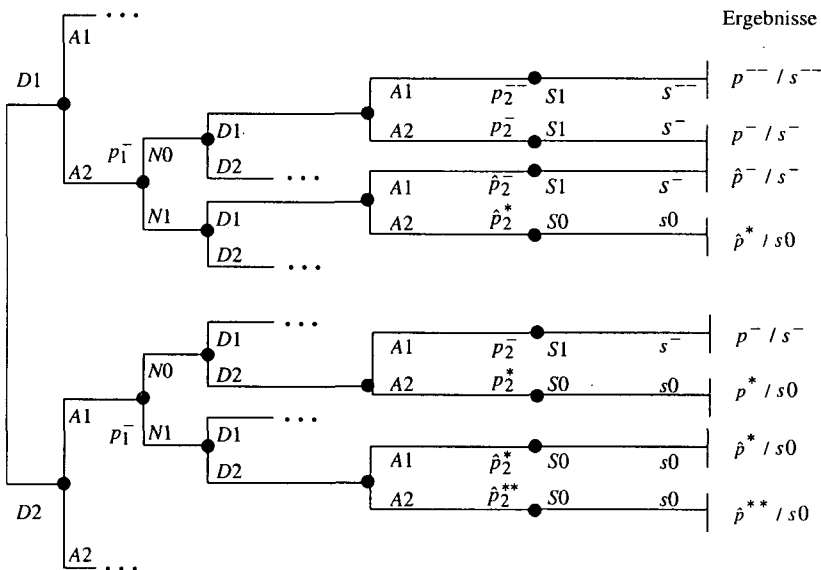 Ergebnisse
A1 • • •
D1
A1 p₂⁻⁻ S1 s⁻⁻ p⁻⁻ / s⁻⁻
p₁⁻ N0 D1 A2 p₂⁻ S1 s⁻ p⁻ / s⁻
A2 D2 • • •
A1 p̂₂⁻ S1 s⁻ p̂⁻ / s⁻
N1 D1 A2 p̂₂* S0 s0 p̂* / s0
D2 • • •
D1 • • •
A1 p₂⁻ S1 s⁻ p⁻ / s⁻
N0 D2 A2 p₂* S0 s0 p* / s0
A1 p₁⁻ N1 D1 • • •
D2 A1 p̂₂* S0 s0 p̂* / s0
D2 A2 p̂₂** S0 s0 p̂** / s0
A2 • • •